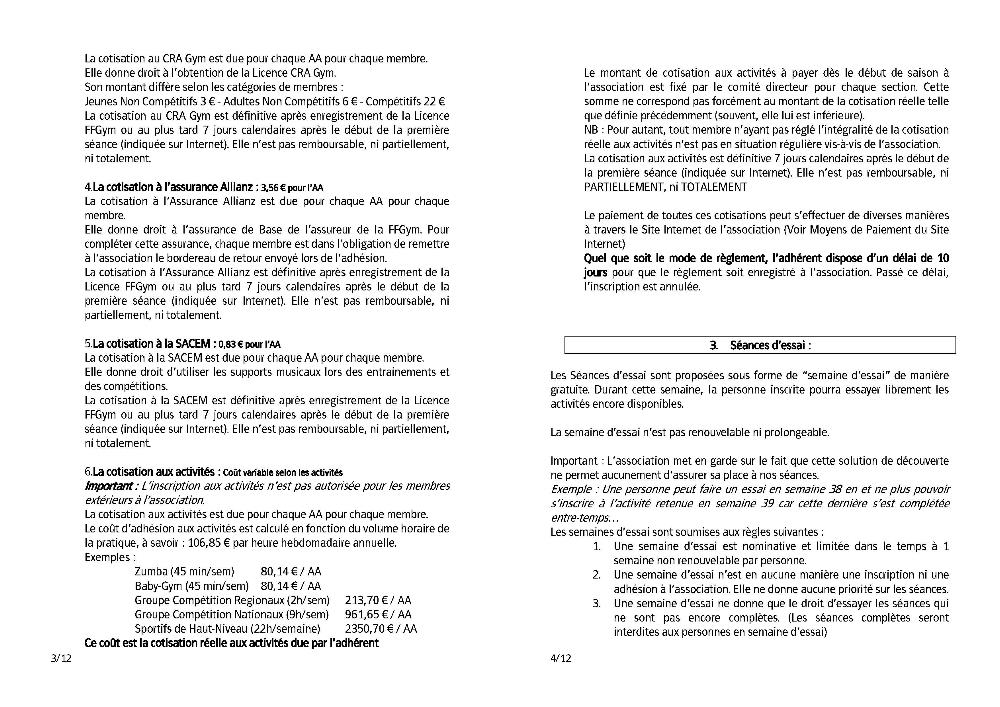 La cotisation au CRA Gym est due pour chaque AA pour chaque membre.
Elle donne droit à l'obtention de la Licence CRA Gym.
Son montant diffère selon les catégories de membres :
Jeunes Non Compétitifs 3 € - Adultes Non Compétitifs 6 € - Compétitifs 22 €
La cotisation au CRA Gym est définitive après enregistrement de la Licence
FFGym ou au plus tard 7 jours calendaires après le début de la première
séance (indiquée sur Internet). Elle n'est pas remboursable, ni partiellement,
ni totalement.
4.La cotisation à l'assurance Allianz : 3,56 € pour l'AA
La cotisation à l'Assurance Allianz est due pour chaque AA pour chaque
membre.
Elle donne droit à l'assurance de Base de l'assureur de la FFGym. Pour
compléter cette assurance, chaque membre est dans l'obligation de remettre
à l'association le bordereau de retour envoyé lors de l'adhésion.
La cotisation à l'Assurance Allianz est définitive après enregistrement de la
Licence FFGym ou au plus tard 7 jours calendaires après le début de la
première séance (indiquée sur Internet). Elle n'est pas remboursable, ni
partiellement, ni totalement.
5.La cotisation à la SACEM : 0,83 € pour l'AA
La cotisation à la SACEM est due pour chaque AA pour chaque membre.
Elle donne droit d'utiliser les supports musicaux lors des entrainements et
des compétitions.
La cotisation à la SACEM est définitive après enregistrement de la Licence
FFGym ou au plus tard 7 jours calendaires après le début de la première
séance (indiquée sur Internet). Elle n'est pas remboursable, ni partiellement,
ni totalement.
6.La cotisation aux activités : Coût variable selon les activités
Important : L'inscription aux activités n'est pas autorisée pour les membres
extérieurs à l'association.
La cotisation aux activités est due pour chaque AA pour chaque membre.
Le coût d'adhésion aux activités est calculé en fonction du volume horaire de
la pratique, à savoir : 106,85 € par heure hebdomadaire annuelle.
Exemples :
Zumba (45 min/sem) 80,14 € / AA
Baby-Gym (45 min/sem) 80,14 € / AA
Groupe Compétition Regionaux (2h/sem) 213,70 € / AA
Groupe Compétition Nationaux (9h/sem) 961,65 € / AA
Sportifs de Haut-Niveau (22h/semaine) 2350,70 € / AA
Ce coût est la cotisation réelle aux activités due par l'adhérent
3/12
Le montant de cotisation aux activités à payer dès le début de saison à
l'association est fixé par le comité directeur pour chaque section. Cette
somme ne correspond pas forcément au montant de la cotisation réelle telle
que définie précédemment (souvent, elle lui est inférieure).
NB : Pour autant, tout membre n'ayant pas réglé l'intégralité de la cotisation
réelle aux activités n'est pas en situation régulière vis-à-vis de l'association.
La cotisation aux activités est définitive 7 jours calendaires après le début de
la première séance (indiquée sur Internet). Elle n'est pas remboursable, ni
PARTIELLEMENT, ni TOTALEMENT
Le paiement de toutes ces cotisations peut s'effectuer de diverses manières
à travers le Site Internet de l'association (Voir Moyens de Paiement du Site
Internet)
Quel que soit le mode de règlement, l'adhérent dispose d'un délai de 10
jours pour que le règlement soit enregistré à l'association. Passé ce délai,
l'inscription est annulée.
3. Séances d'essai :
Les Séances d'essai sont proposées sous forme de “semaine d'essai” de manière
gratuite. Durant cette semaine, la personne inscrite pourra essayer librement les
activités encore disponibles.
La semaine d'essai n'est pas renouvelable ni prolongeable.
Important : L'association met en garde sur le fait que cette solution de découverte
ne permet aucunement d'assurer sa place à nos séances.
Exemple : Une personne peut faire un essai en semaine 38 en et ne plus pouvoir
s'inscrire à l'activité retenue en semaine 39 car cette dernière s'est complétée
entre-temps…
Les semaines d'essai sont soumises aux règles suivantes :
1. Une semaine d'essai est nominative et limitée dans le temps à 1
semaine non renouvelable par personne.
2. Une semaine d'essai n'est en aucune manière une inscription ni une
adhésion à l'association. Elle ne donne aucune priorité sur les séances.
3. Une semaine d'essai ne donne que le droit d'essayer les séances qui
ne sont pas encore complètes. (Les séances complètes seront
interdites aux personnes en semaine d'essai)
4/12